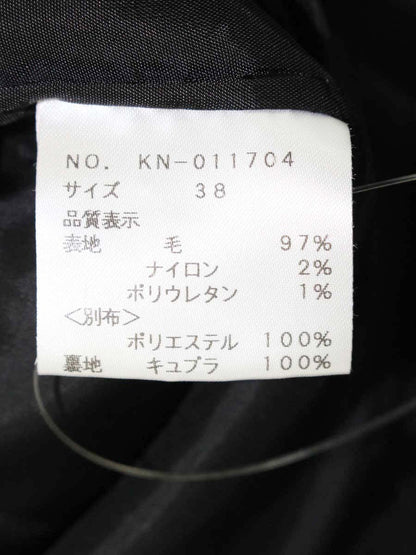 NO. KN-011704
サイズ 38
品質表示
表地 毛 97%
ナイロン 2%
ポリウレタン 1%
<別布>
ポリエステル 100%
裏地 キュプラ 100%